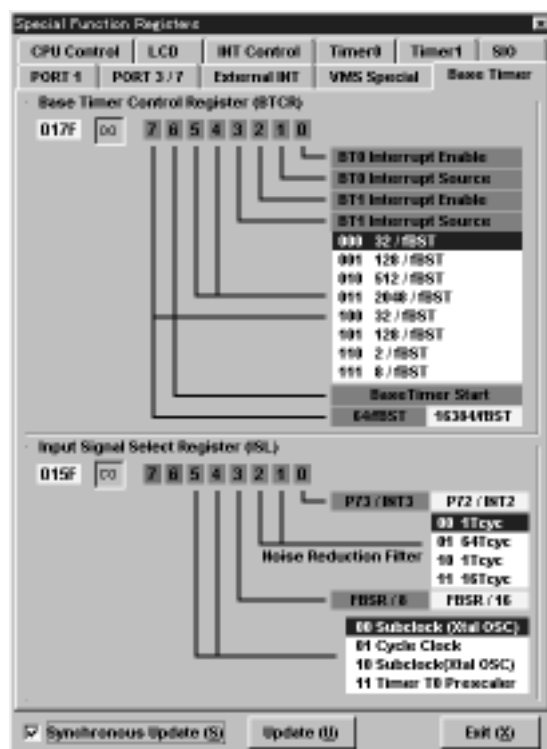 Special Function Registers
CPU Control LCD INT Control Timer0 Timer1 SIO
PORT 1 PORT 3 / 7 External INT VMS Special Base Timer
Base Timer Control Register (BTCR)
017F 00 7 6 5 4 3 2 1 0
BT0 Interrupt Enable
BT0 Interrupt Source
BT1 Interrupt Enable
BT1 Interrupt Source
000 32 / fBST
001 128 / fBST
010 512 / fBST
011 2048 / fBST
100 32 / fBST
101 128 / fBST
110 2 / fBST
111 8 / fBST
BaseTimer Start
64/fBST 16384/fBST
Input Signal Select Register (ISL)
015F 00 7 6 5 4 3 2 1 0
P73 / INT3 P72 / INT2
00 1Tcyc
01 64Tcyc
10 1Tcyc
11 16Tcyc
Noise Reduction Filter
FBSR / 8 FBSR / 16
00 Subclock (Xtal OSC)
01 Cycle Clock
10 Subclock(Xtal OSC)
11 Timer T0 Prescaler
Synchronous Update (S) Update (U) Exit (X)